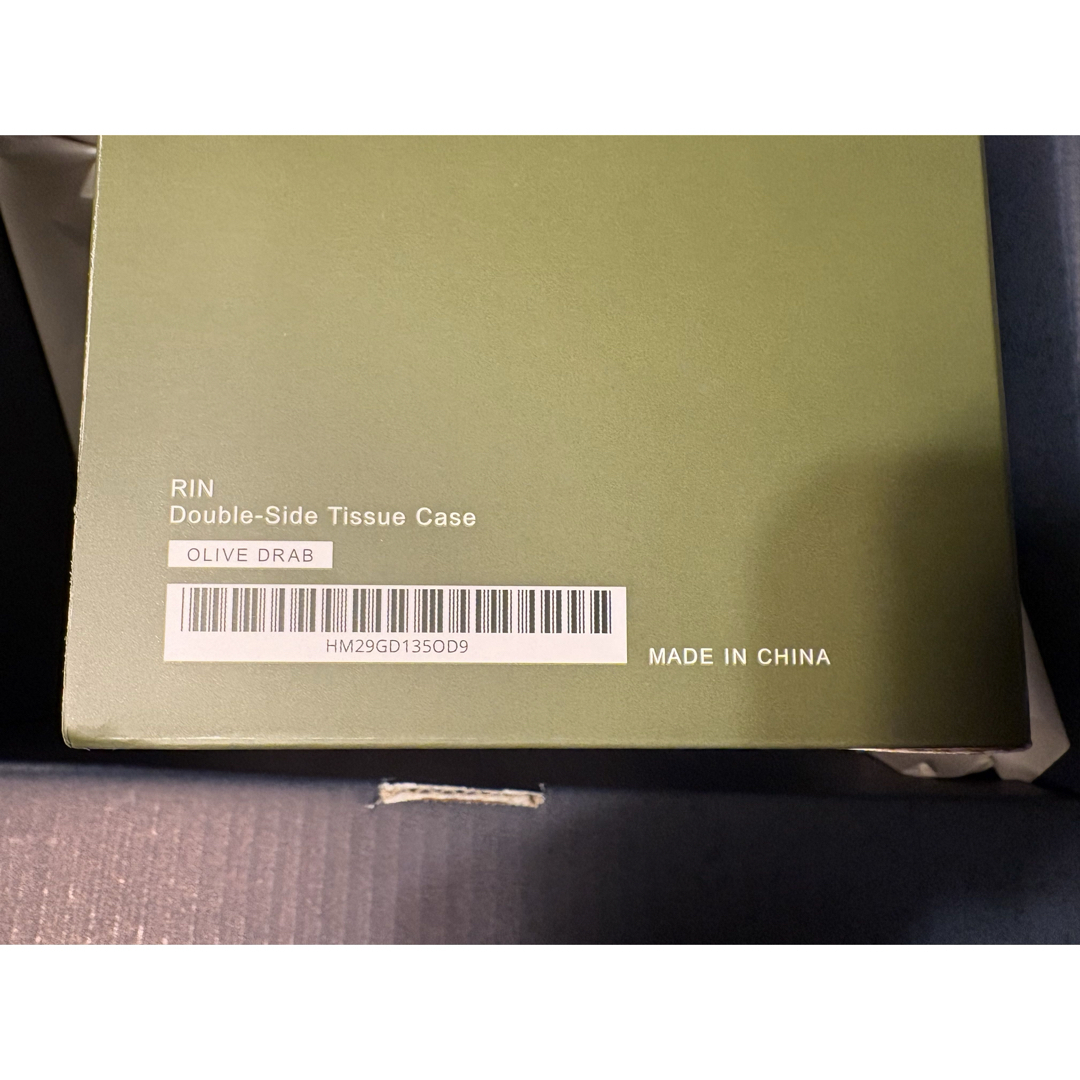 RIN
Double-Side Tissue Case
OLIVE DRAB
HM29GD135OD9
MADE IN CHINA